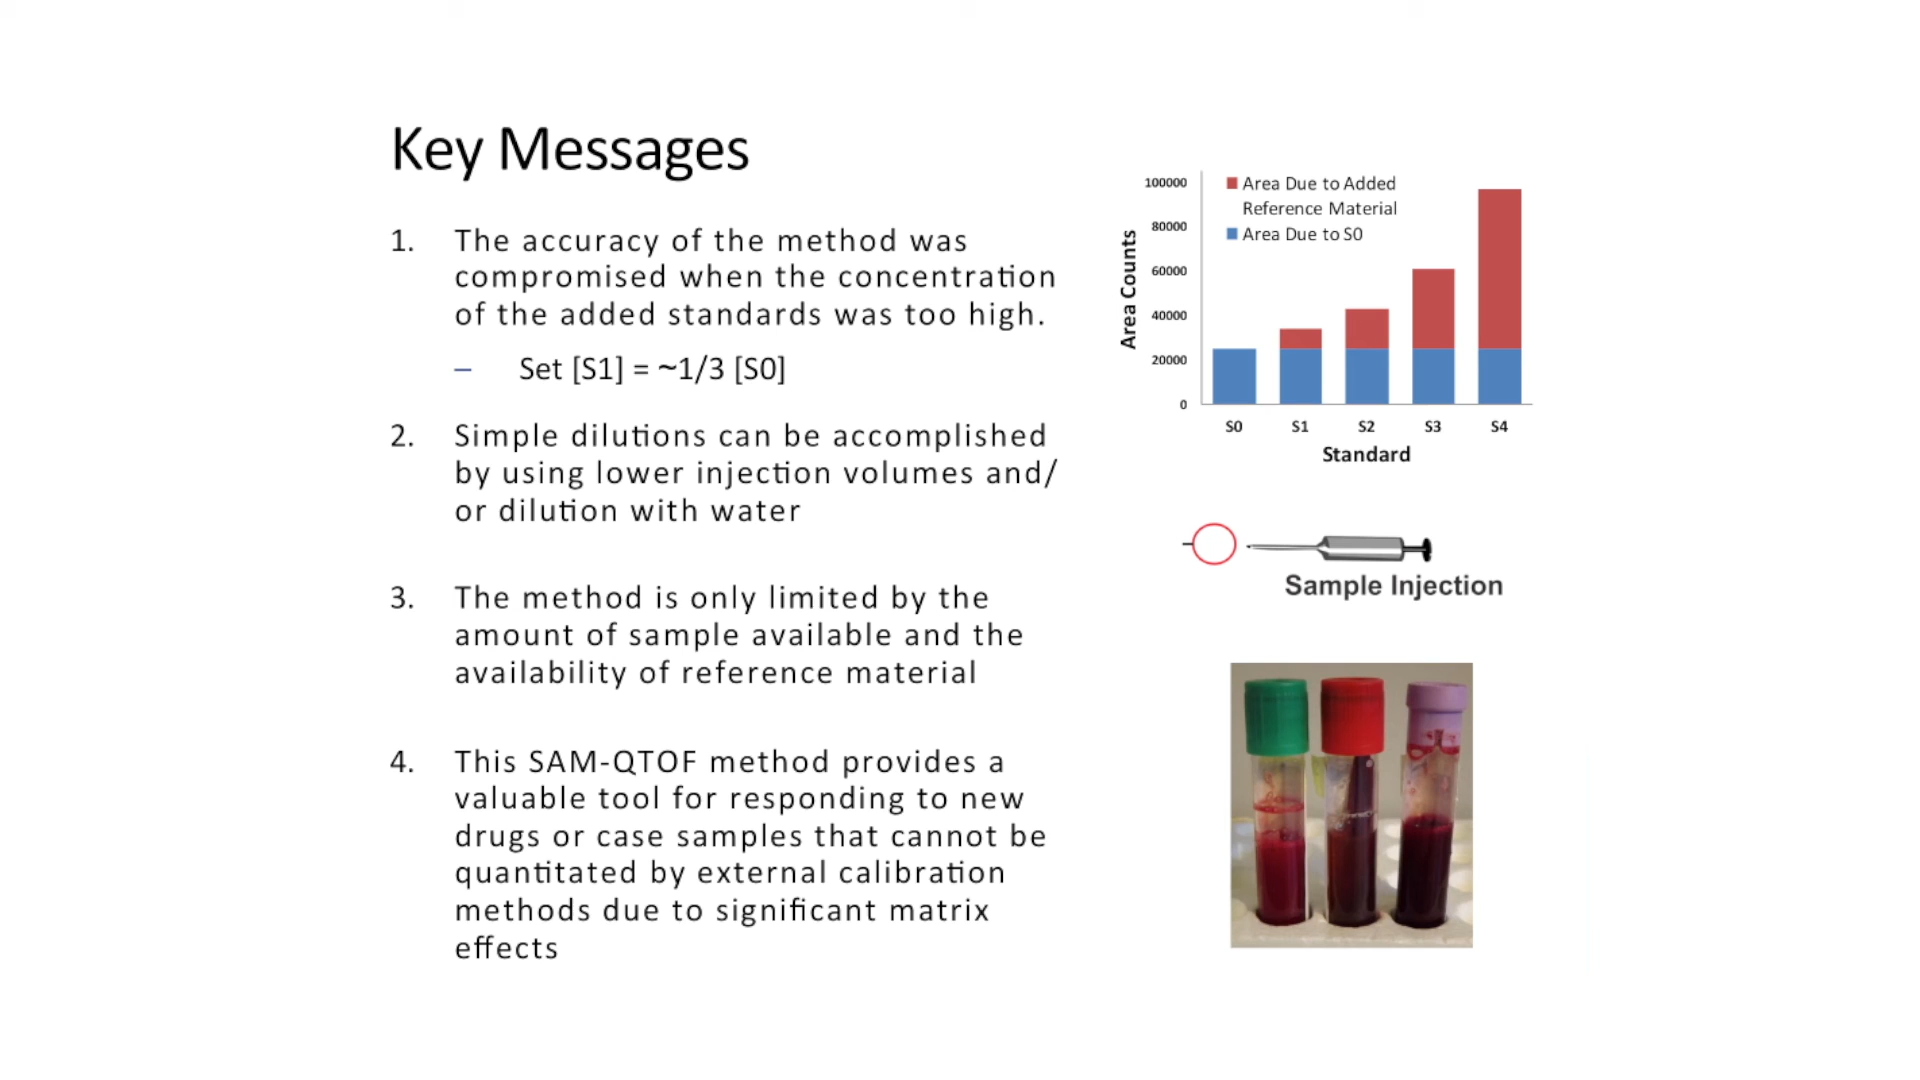 Key Messages
1. The accuracy of the method was
compromised when the concentration
of the added standards was too high.
– Set [S1] = ~1/3 [S0]
2. Simple dilutions can be accomplished
by using lower injection volumes and/
or dilution with water
3. The method is only limited by the
amount of sample available and the
availability of reference material
4. This SAM-QTOF method provides a
valuable tool for responding to new
drugs or case samples that cannot be
quantitated by external calibration
methods due to significant matrix
effects
Area Due to Added
Reference Material
Area Due to S0
Area Counts
100000
80000
60000
40000
20000
0
S0 S1 S2 S3 S4
Standard
Sample Injection